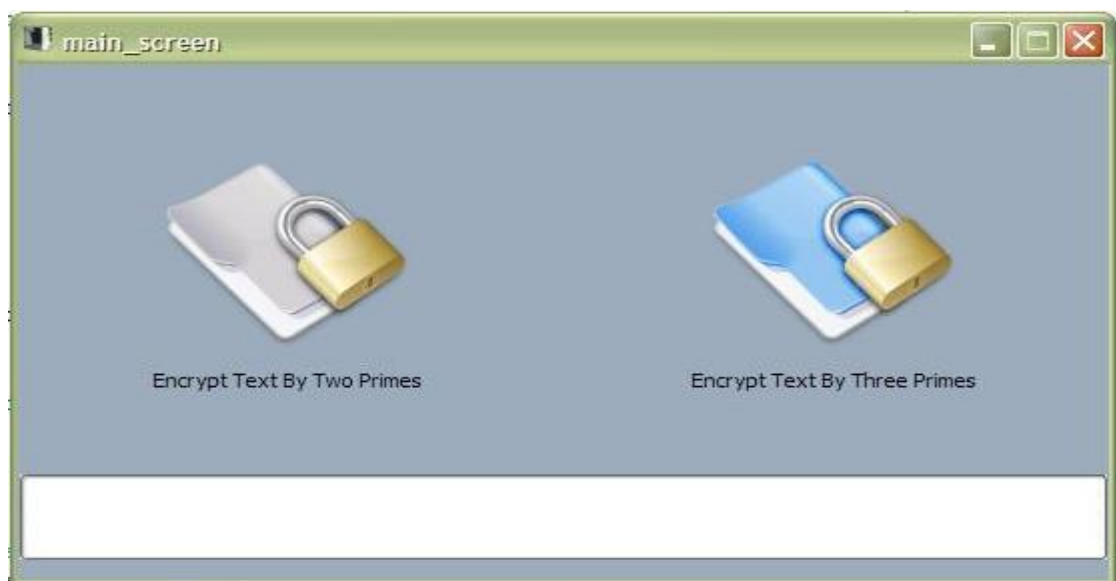 main_screen
Encrypt Text By Two Primes
Encrypt Text By Three Primes